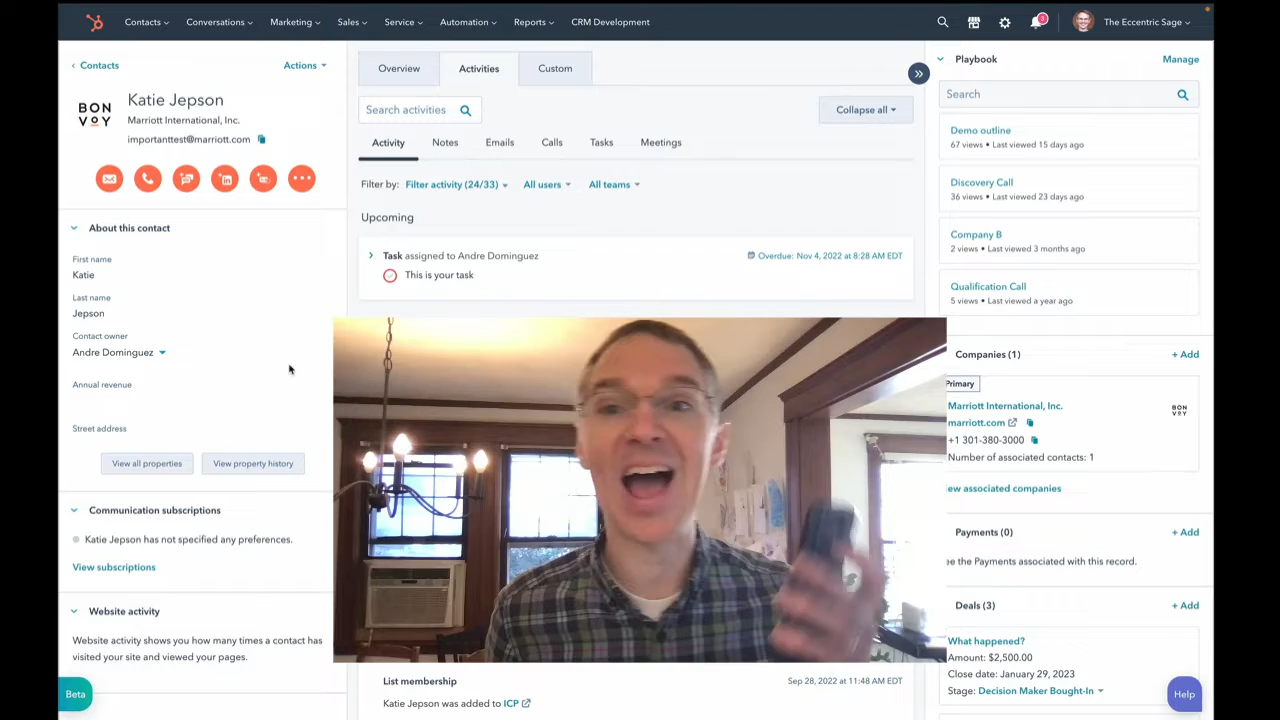 Contacts
Conversations
Marketing
Sales
Service
Automation
Reports
CRM Development
3
The Eccentric Sage
Contacts
Actions
BON
VOY
Katie Jepson
Marriott International, Inc.
importanttest@marriott.com
About this contact
First name
Katie
Last name
Jepson
Contact owner
Andre Dominguez
Annual revenue
Street address
View all properties
View property history
Communication subscriptions
Katie Jepson has not specified any preferences.
View subscriptions
Website activity
Website activity shows you how many times a contact has
visited your site and viewed your pages.
Beta
Overview
Activities
Custom
Search activities
Collapse all
Activity
Notes
Emails
Calls
Tasks
Meetings
Filter by: Filter activity (24/33) All users All teams
Upcoming
Task assigned to Andre Dominguez
Overdue: Nov 4, 2022 at 8:28 AM EDT
This is your task
List membership
Sep 28, 2022 at 11:48 AM EDT
Katie Jepson was added to ICP
Playbook
Manage
Search
Demo outline
67 views • Last viewed 15 days ago
Discovery Call
36 views • Last viewed 23 days ago
Company B
2 views • Last viewed 3 months ago
Qualification Call
5 views • Last viewed a year ago
Companies (1)
+ Add
Primary
Marriott International, Inc.
BON
VOY
marriott.com
+1 301-380-3000
Number of associated contacts: 1
ew associated companies
Payments (0)
+ Add
ee the Payments associated with this record.
Deals (3)
+ Add
What happened?
Amount: $2,500.00
Close date: January 29, 2023
Stage: Decision Maker Bought-In
Help